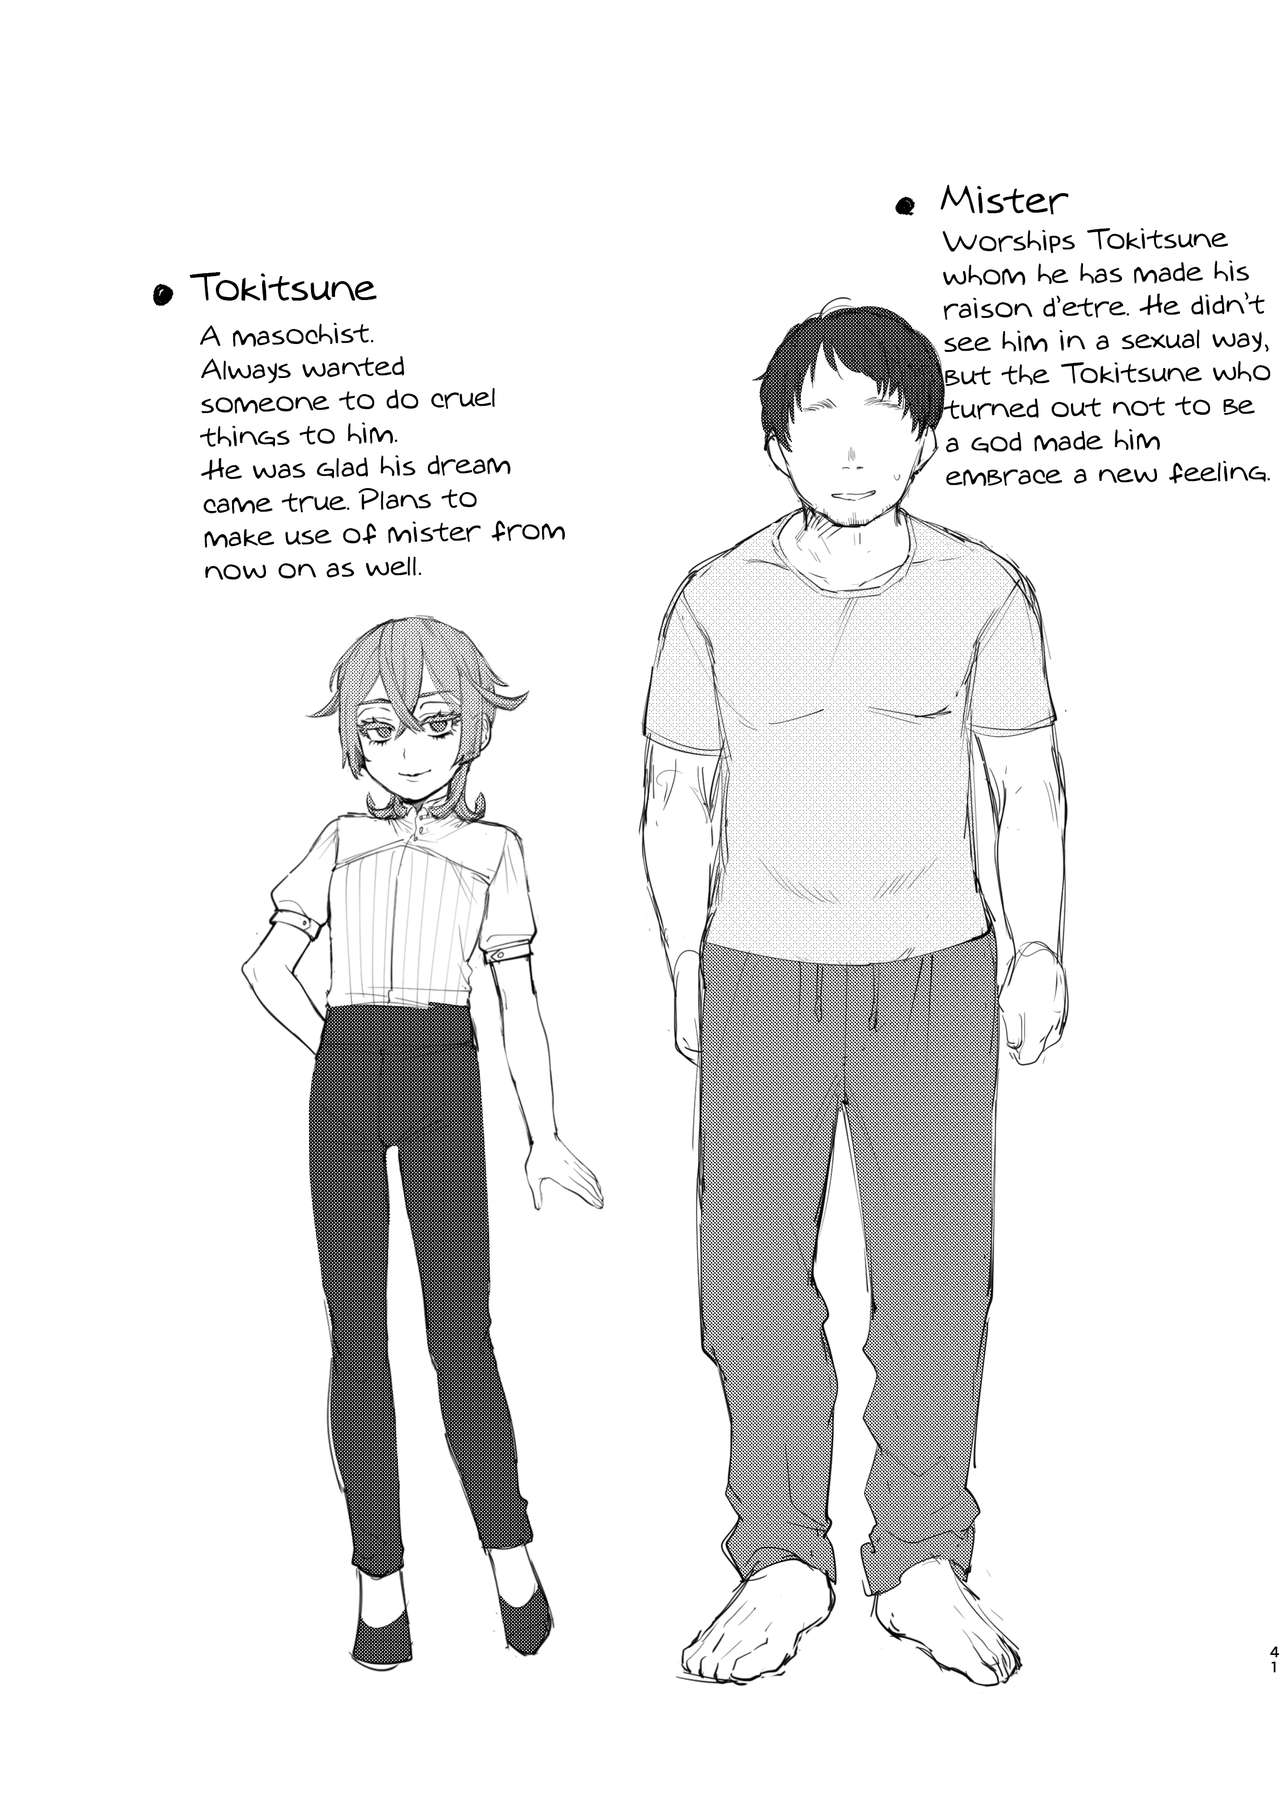 Mister
Worships Tokitsune
whom he has made his
raison d'etre. He didn't
see him in a sexual way,
But the Tokitsune who
turned out not to Be
a God made him
embrace a new feeling.
Tokitsune
A masochist.
Always wanted
someone to do cruel
things to him.
He was Glad his dream
came true. Plans to
make use of mister from
now on as well.
41